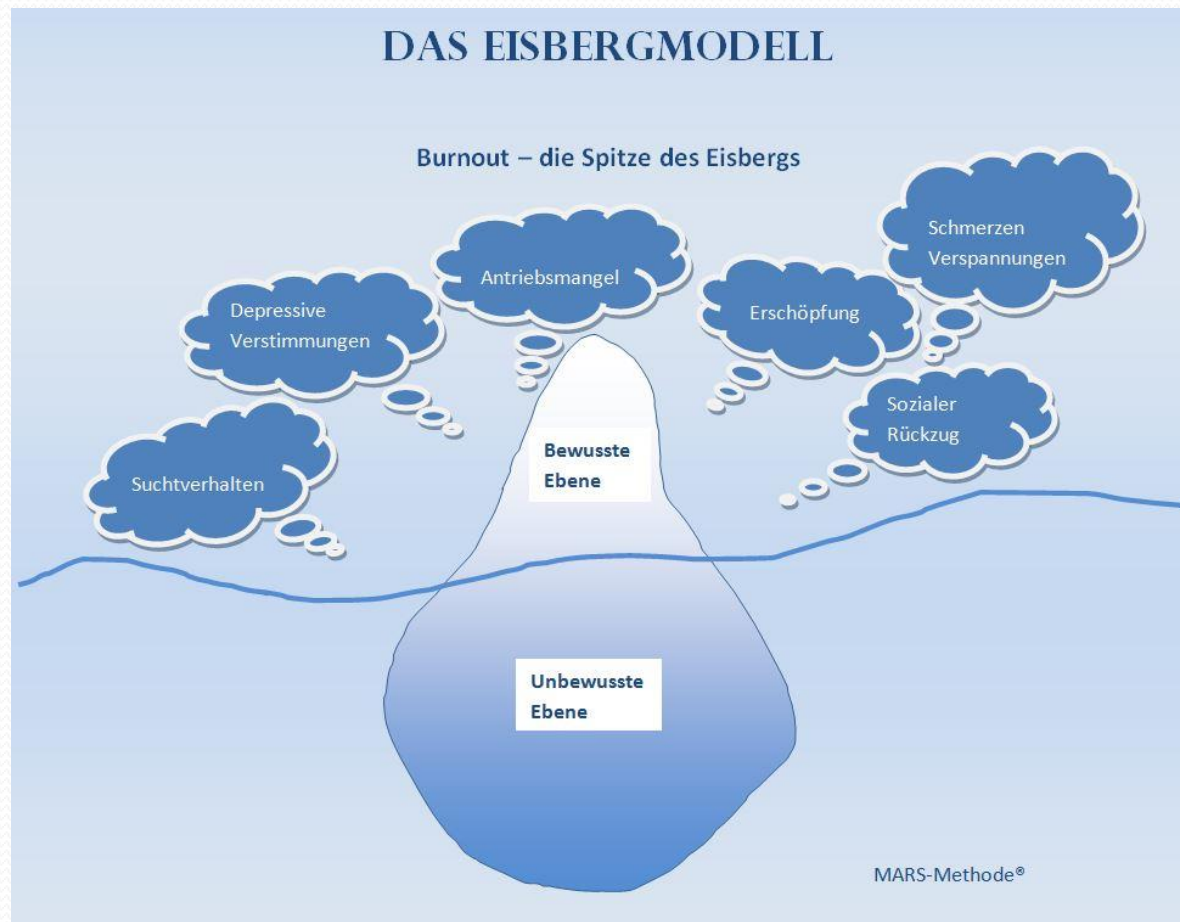 DAS EISBERGMODELL
Burnout – die Spitze des Eisbergs
Schmerzen
Verspannungen
Antriebsmangel
Depressive
Verstimmungen
Erschöpfung
Sozialer
Rückzug
Suchtverhalten
Bewusste
Ebene
Unbewusste
Ebene
MARS-Methode®